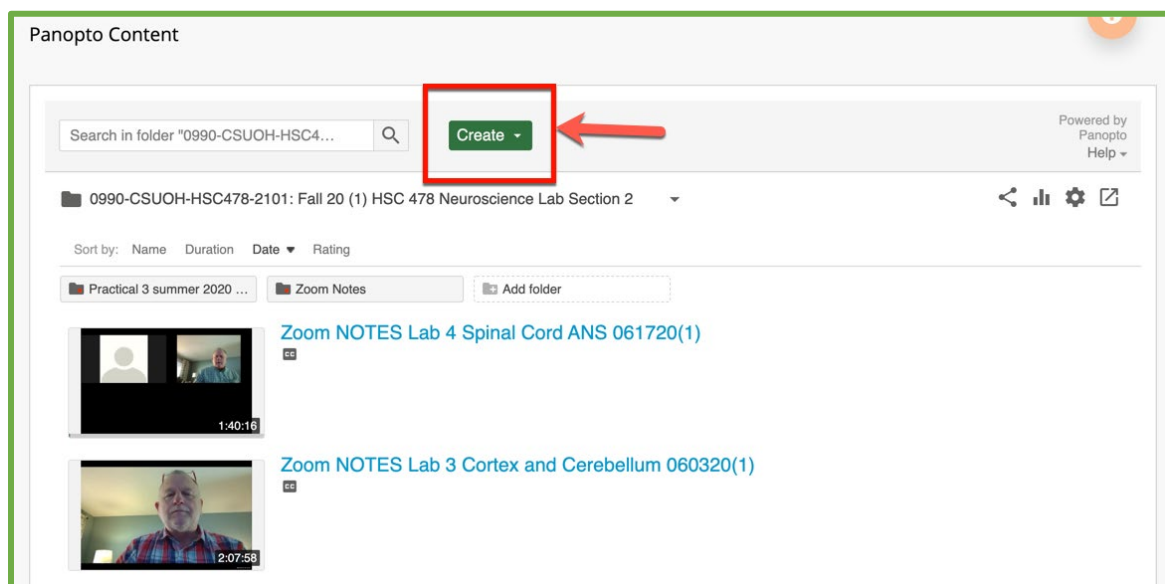 Panopto Content
Search in folder "0990-CSUOH-HSC4...
Create
Powered by
Panopto
Help
0990-CSUOH-HSC478-2101: Fall 20 (1) HSC 478 Neuroscience Lab Section 2
Sort by: Name Duration Date Rating
Practical 3 summer 2020 ...
Zoom Notes
Add folder
Zoom NOTES Lab 4 Spinal Cord ANS 061720(1)
cc
1:40:16
Zoom NOTES Lab 3 Cortex and Cerebellum 060320(1)
cc
2:07:58